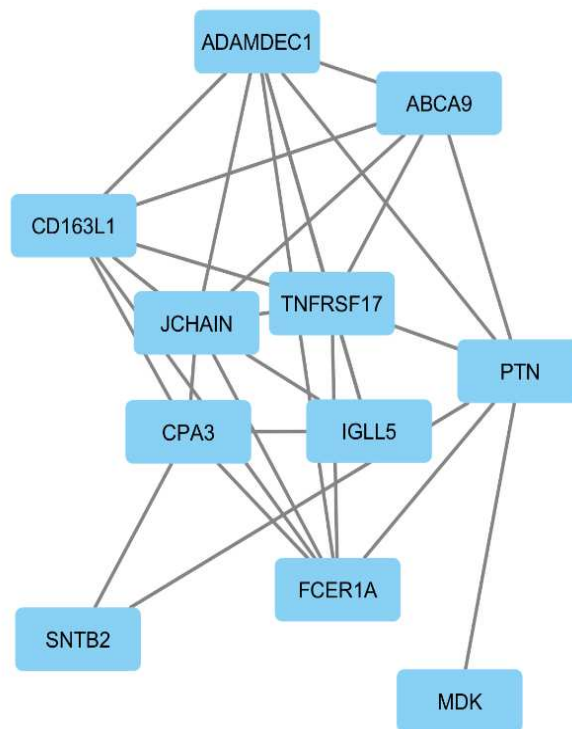 ADAMDEC1
ABCA9
CD163L1
TNFRSF17
JCHAIN
PTN
CPA3
IGLL5
FCER1A
SNTB2
MDK